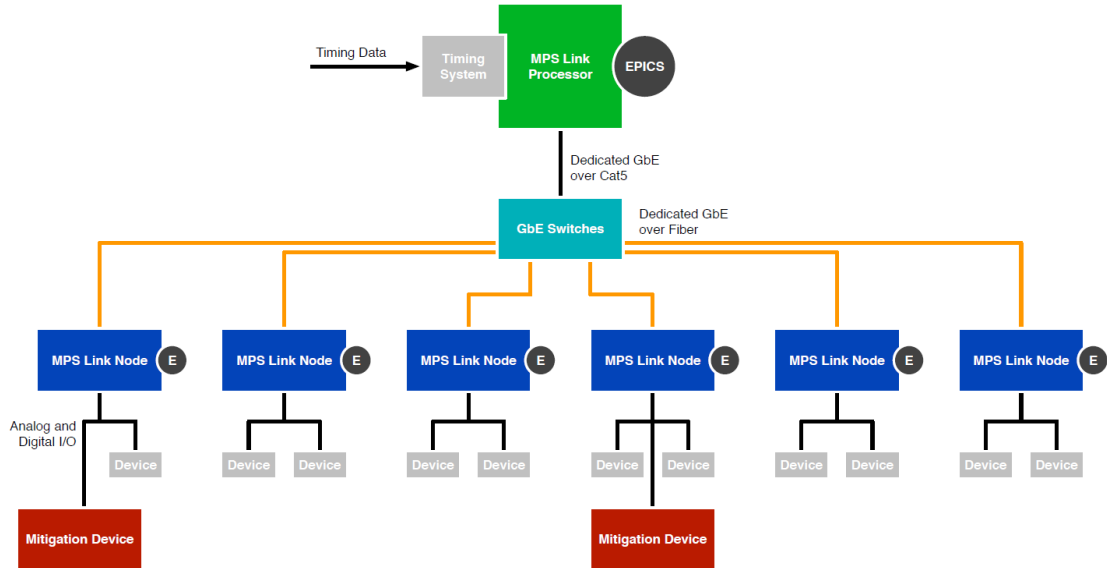 Timing Data
Timing
System
MPS Link
Processor
EPICS
Dedicated GbE
over Cat5
GbE Switches
Dedicated GbE
over Fiber
MPS Link Node
E
MPS Link Node
E
MPS Link Node
E
MPS Link Node
E
MPS Link Node
E
MPS Link Node
E
Analog and
Digital I/O
Device
Device
Device
Device
Device
Device
Device
Device
Device
Device
Device
Mitigation Device
Mitigation Device